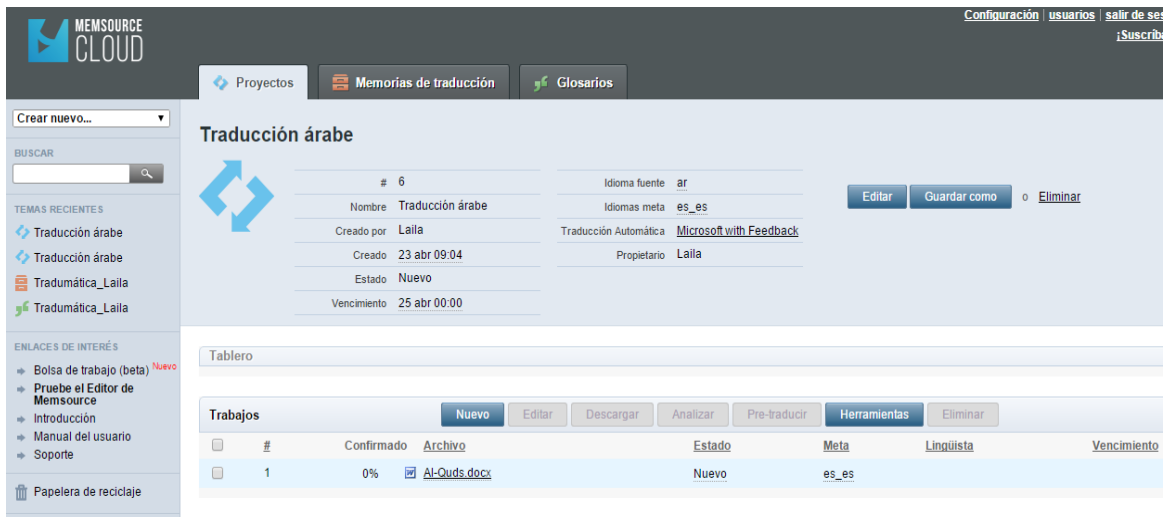 MEMSOURCE
CLOUD
Configuración | usuarios | salir de ses
¡Suscríba
Proyectos
Memorias de traducción
Glosarios
Crear nuevo...
BUSCAR
TEMAS RECIENTES
Traducción árabe
Traducción árabe
Tradumática_Laila
Tradumática_Laila
ENLACES DE INTERÉS
Bolsa de trabajo (beta) Nuevo
Pruebe el Editor de
Memsource
Introducción
Manual del usuario
Soporte
Papelera de reciclaje
Traducción árabe
# 6
Nombre Traducción árabe
Creado por Laila
Creado 23 abr 09:04
Estado Nuevo
Vencimiento 25 abr 00:00
Idioma fuente ar
Idiomas meta es_es
Traducción Automática Microsoft with Feedback
Propietario Laila
Editar Guardar como o Eliminar
Tablero
Trabajos Nuevo Editar Descargar Analizar Pre-traducir Herramientas Eliminar
# Confirmado Archivo Estado Meta Lingüista Vencimiento
1 0% Al-Quds.docx Nuevo es_es